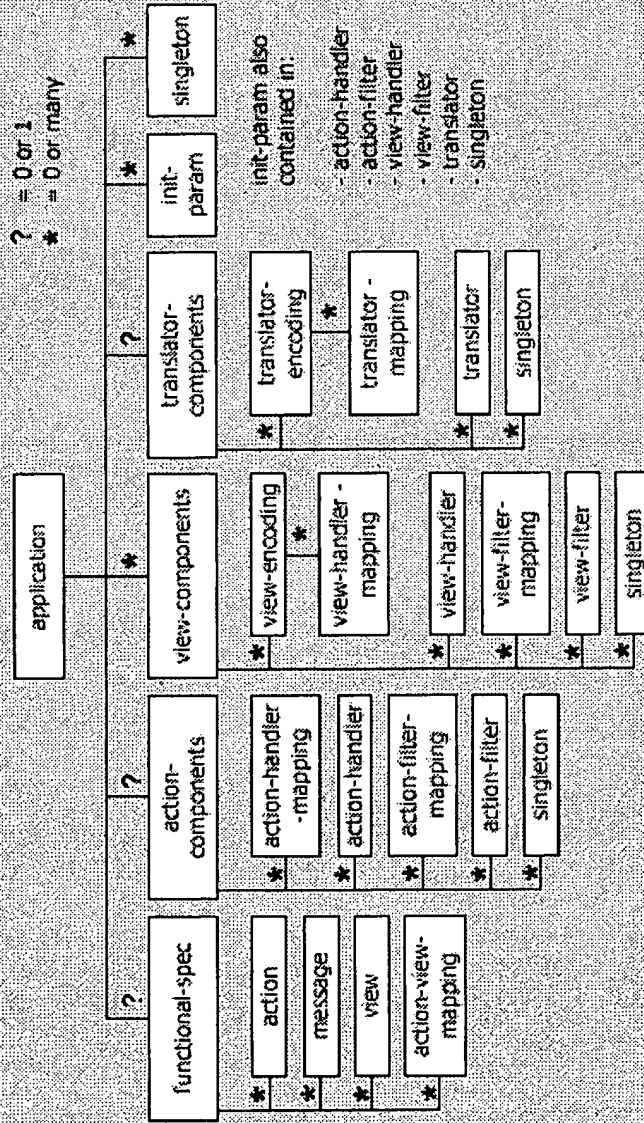 ? = 0 or 1
* = 0 or many
application
?
?
*
?
*
*
functional-spec
action-
components
view-components
translator-
components
init-
param
singleton
* action
* message
* view
* action-view-
mapping
* action-handler
-mapping
* action-handler
* action-filter-
mapping
* action-filter
* singleton
* view-encoding
*
view-handler -
mapping
* view-handler
* view-filter-
mapping
* view-filter
* singleton
* translator-
encoding
*
translator -
mapping
* translator
* singleton
init-param also
contained in:
- action-handler
- action-filter
- view-handler
- view-filter
- translator
- singleton